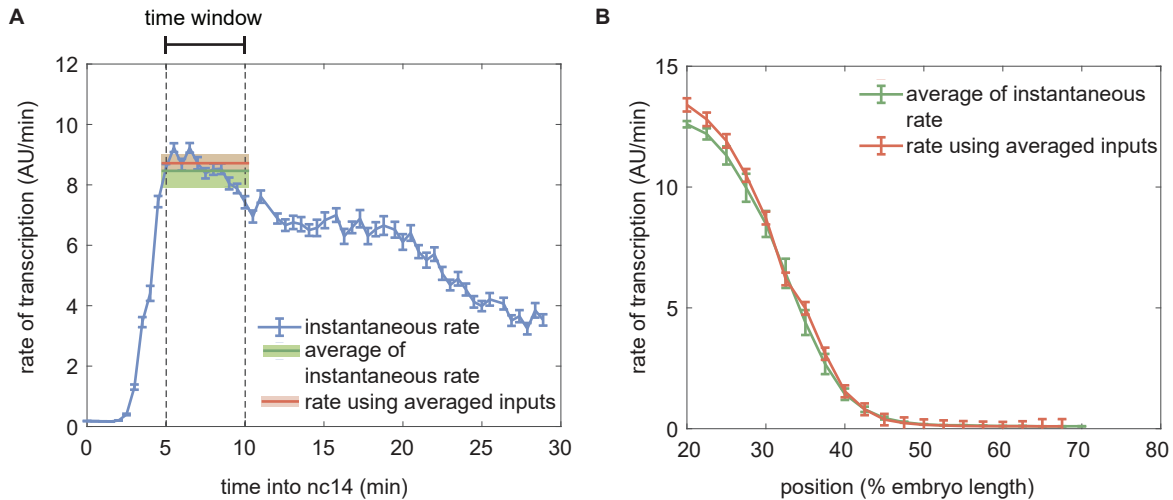 A
time window
rate of transcription (AU/min)
12
10
8
6
4
2
0
0
5
10
15
20
25
30
time into nc14 (min)
instantaneous rate
average of
instantaneous rate
rate using averaged inputs
B
rate of transcription (AU/min)
15
10
5
0
20
30
40
50
60
70
80
position (% embryo length)
average of instantaneous
rate
rate using averaged inputs